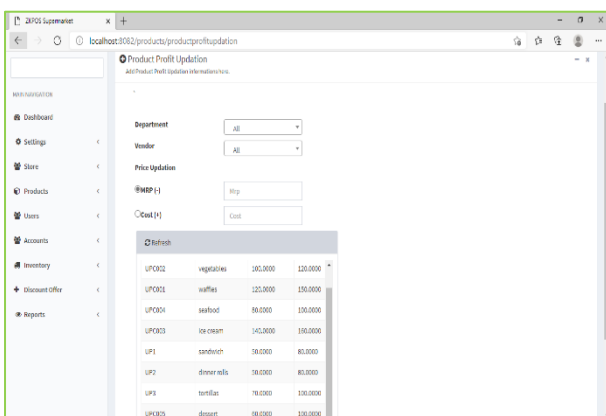 ZKPOS Supermarket
localhost:8082/products/productprofitupdation
Product Profit Updation
Add Product Profit Updation Informations Here.
MAIN NAVIGATION
Dashboard
Settings
Store
Products
Users
Accounts
Inventory
Discount Offer
Reports
Department All
Vendor All
Price Updation
MRP (-) Mrp
Cost (+) Cost
Refresh
UPC002 vegetables 100.0000 120.0000
UPC001 waffles 120.0000 150.0000
UPC004 seafood 80.0000 100.0000
UPC003 ice cream 140.0000 160.0000
UP1 sandwich 50.0000 80.0000
UP2 dinner rolls 80.0000
UP3 tortillas 70.0000 100.0000
UPC005 dessert 60.0000 100.0000